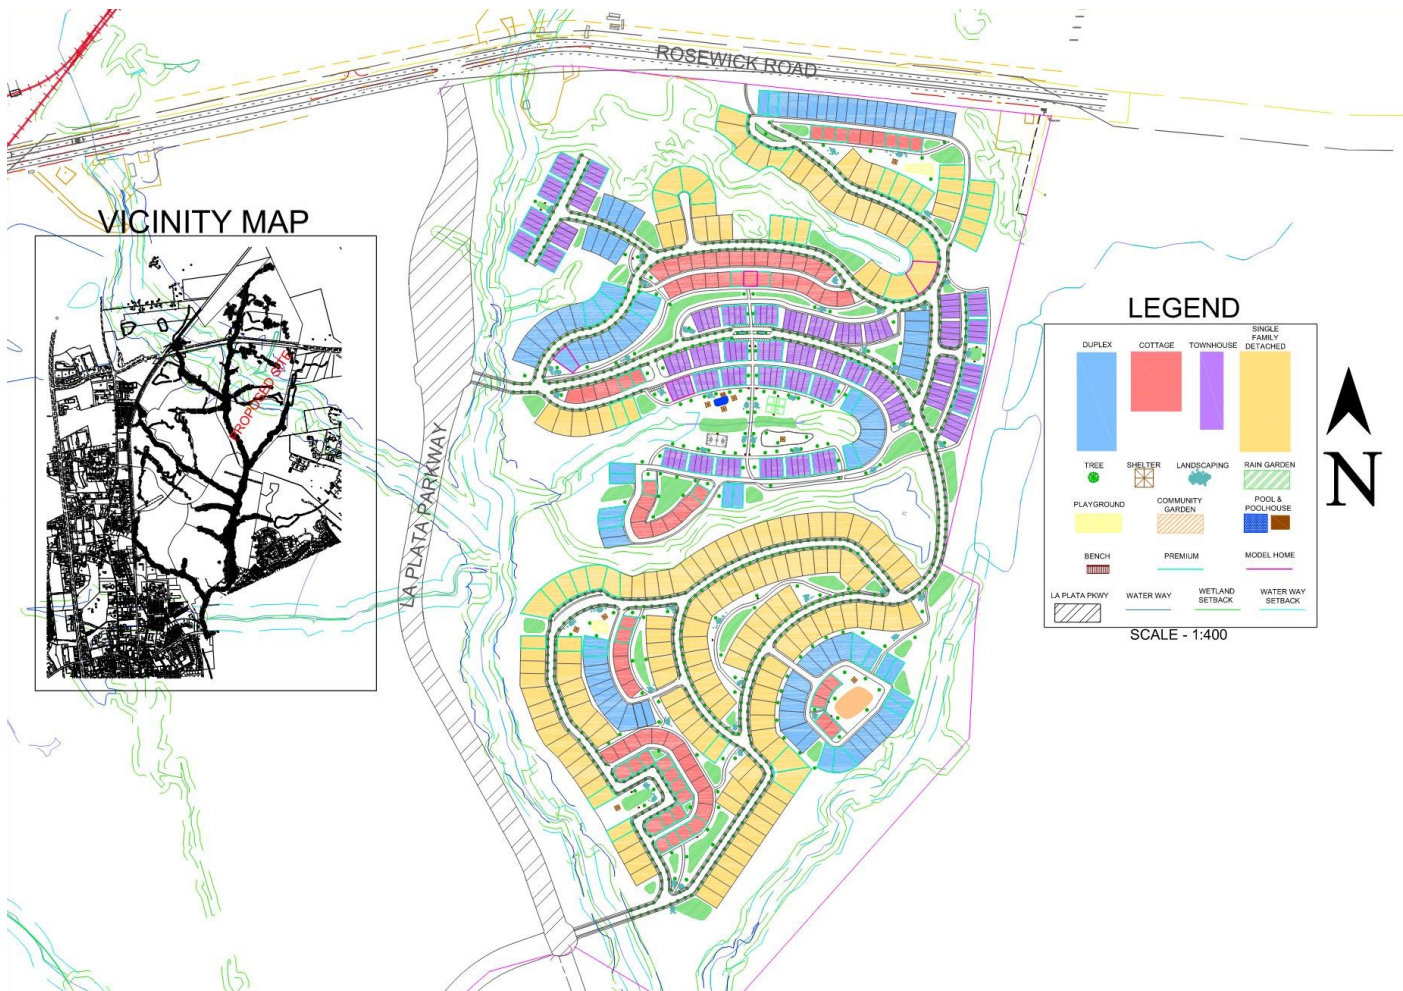 ROSEWICK ROAD
VICINITY MAP
PROPOSED SITE
LA PLATA PARKWAY
LEGEND
DUPLEX
COTTAGE
TOWNHOUSE
SINGLE
FAMILY
DETACHED
TREE
SHELTER
LANDSCAPING
RAIN GARDEN
PLAYGROUND
COMMUNITY
GARDEN
POOL &
POOLHOUSE
BENCH
PREMIUM
MODEL HOME
LA PLATA PKWY
WATER WAY
WETLAND
SETBACK
WATER WAY
SETBACK
SCALE - 1:400
N